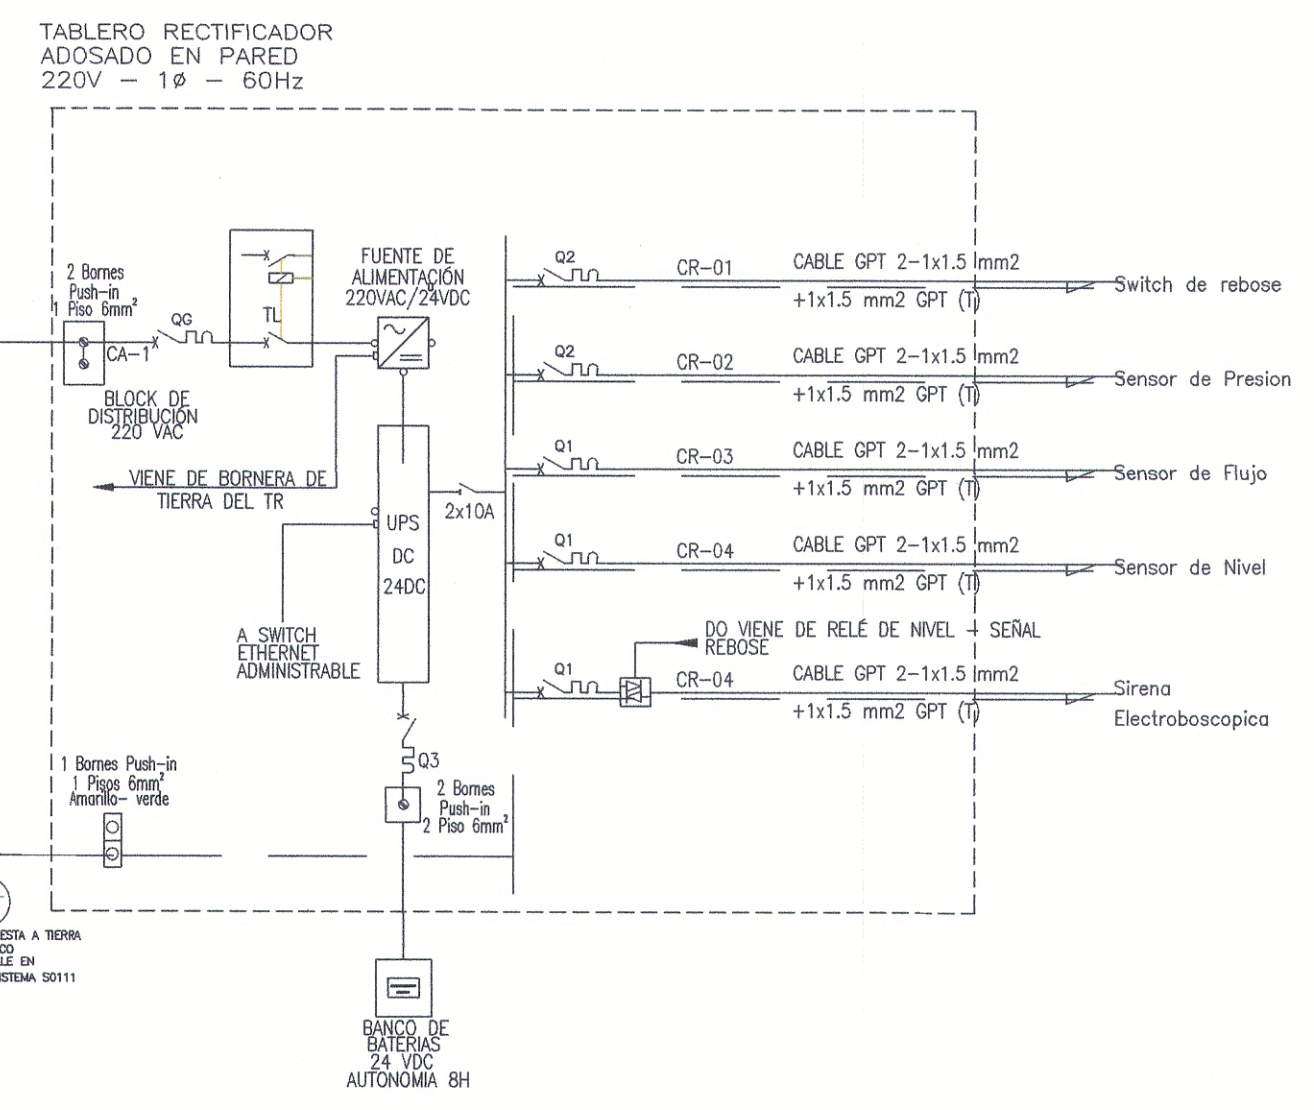 TABLERO RECTIFICADOR
ADOSADO EN PARED
220V - 1ø - 60Hz
2 Bornes
Push-in
1 Piso 6mm²
CA-1
QG
TL
BLOCK DE
DISTRIBUCIÓN
220 VAC
FUENTE DE
ALIMENTACIÓN
220VAC/24VDC
VIENE DE BORNERA DE
TIERRA DEL TR
UPS
DC
24DC
2x10A
A SWITCH
ETHERNET
ADMINISTRABLE
Q2
CR-01
CABLE GPT 2-1x1.5 mm2
+1x1.5 mm2 GPT (T)
Switch de rebose
Q2
CR-02
CABLE GPT 2-1x1.5 mm2
+1x1.5 mm2 GPT (T)
Sensor de Presion
Q1
CR-03
CABLE GPT 2-1x1.5 mm2
+1x1.5 mm2 GPT (T)
Sensor de Flujo
Q1
CR-04
CABLE GPT 2-1x1.5 mm2
+1x1.5 mm2 GPT (T)
Sensor de Nivel
DO VIENE DE RELÉ DE NIVEL - SEÑAL
REBOSE
Q1
CR-04
CABLE GPT 2-1x1.5 mm2
+1x1.5 mm2 GPT (T)
Sirena
Electroboscopica
Q3
2 Bornes
Push-in
2 Piso 6mm²
1 Bornes Push-in
1 Pisos 6mm²
Amarillo- verde
ESTA A TIERRA
CO
LE EN
ISTEMA S0111
BANCO DE
BATERIAS
24 VDC
AUTONOMIA 8H